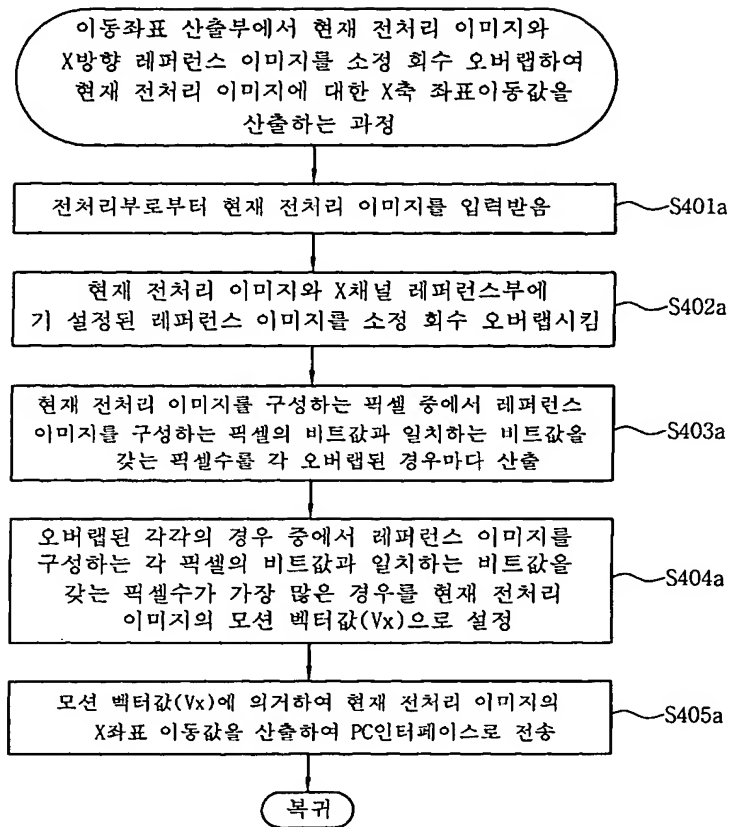 이동좌표 산출부에서 현재 전처리 이미지와
X방향 레퍼런스 이미지를 소정 회수 오버랩하여
현재 전처리 이미지에 대한 X축 좌표이동값을
산출하는 과정
전처리부로부터 현재 전처리 이미지를 입력받음
S401a
현재 전처리 이미지와 X채널 레퍼런스부에
기 설정된 레퍼런스 이미지를 소정 회수 오버랩시킴
S402a
현재 전처리 이미지를 구성하는 픽셀 중에서 레퍼런스
이미지를 구성하는 픽셀의 비트값과 일치하는 비트값을
갖는 픽셀수를 각 오버랩된 경우마다 산출
S403a
오버랩된 각각의 경우 중에서 레퍼런스 이미지를
구성하는 각 픽셀의 비트값과 일치하는 비트값을
갖는 픽셀수가 가장 많은 경우를 현재 전처리
이미지의 모션 벡터값(Vx)으로 설정
S404a
모션 벡터값(Vx)에 의거하여 현재 전처리 이미지의
X좌표 이동값을 산출하여 PC인터페이스로 전송
S405a
복귀